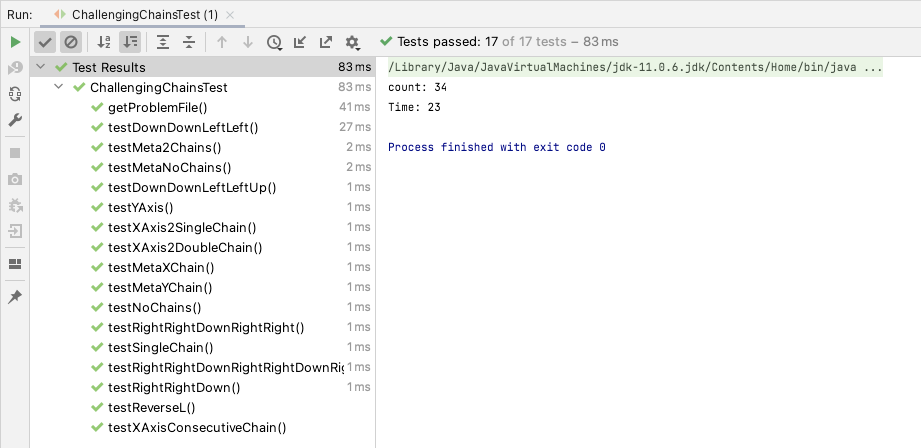 Run: ChallengingChainsTest (1) ×
Tests passed: 17 of 17 tests – 83 ms
Test Results 83 ms
ChallengingChainsTest 83 ms
getProblemFile() 41 ms
testDownDownLeftLeft() 27 ms
testMeta2Chains() 2 ms
testMetaNoChains() 2 ms
testDownDownLeftLeftUp() 1 ms
testYAxis() 1 ms
testXAxis2SingleChain() 1 ms
testXAxis2DoubleChain() 1 ms
testMetaXChain() 1 ms
testMetaYChain() 1 ms
testNoChains() 1 ms
testRightRightDownRightRight() 1 ms
testSingleChain() 1 ms
testRightRightDownRightRightDownRig 1 ms
testRightRightDown() 1 ms
testReverseL()
testXAxisConsecutiveChain()
/Library/Java/JavaVirtualMachines/jdk-11.0.6.jdk/Contents/Home/bin/java ...
count: 34
Time: 23
Process finished with exit code 0